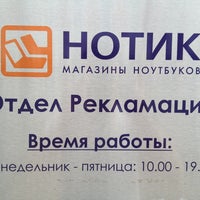 НОТИК
МАГАЗИНЫ НОУТБУКОВ
Отдел Рекламаци
Время работы:
недельник - пятница: 10.00 - 19.